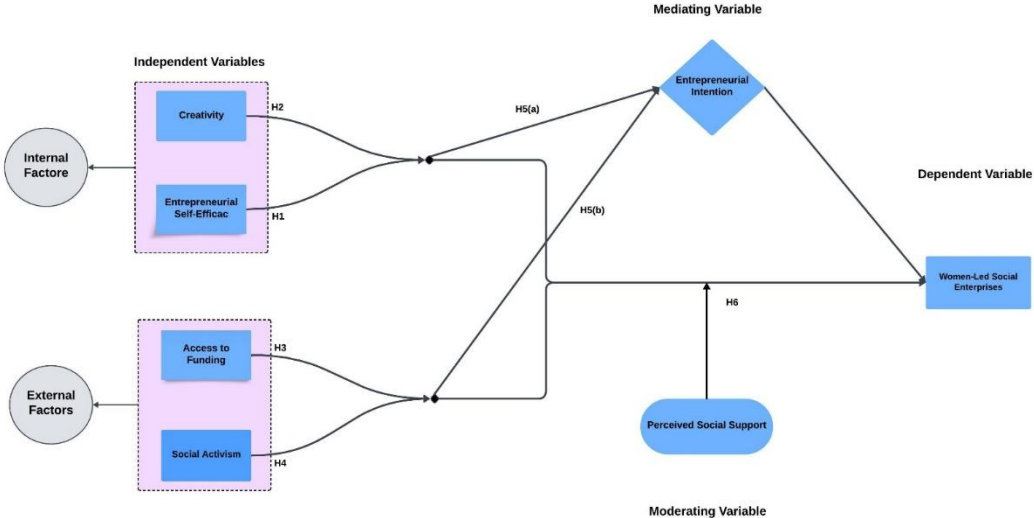 Mediating Variable
Independent Variables
Entrepreneurial
Intention
H2
Creativity
H5(a)
Internal
Factore
Dependent Variable
Entrepreneurial
Self-Efficac
H1
H5(b)
Women-Led Social
Enterprises
H6
Access to
Funding
H3
External
Factors
Perceived Social Support
Social Activism
H4
Moderating Variable